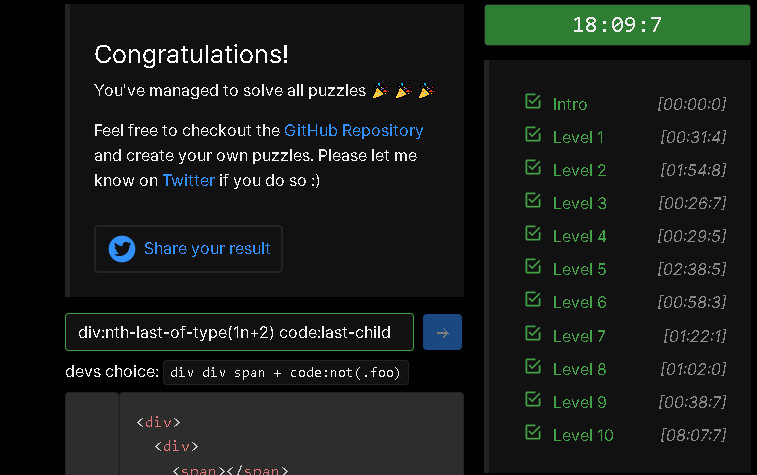 Congratulations!
You've managed to solve all puzzles 🎉 🎉 🎉
Feel free to checkout the GitHub Repository
and create your own puzzles. Please let me
know on Twitter if you do so :)
Share your result
div:nth-last-of-type(1n+2) code:last-child
→
devs choice: div div span + code:not(.foo)
<div>
<div>
<span></span>
18:09:7
Intro [00:00:0]
Level 1 [00:31:4]
Level 2 [01:54:8]
Level 3 [00:26:7]
Level 4 [00:29:5]
Level 5 [02:38:5]
Level 6 [00:58:3]
Level 7 [01:22:1]
Level 8 [01:02:0]
Level 9 [00:38:7]
Level 10 [08:07:7]